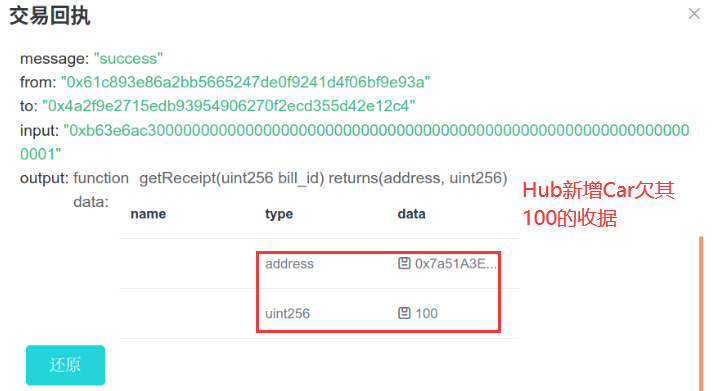 交易回执
message: "success"
from: "0x61c893e86a2bb5665247de0f9241d4f06bf9e93a"
to: "0x4a2f9e2715edb93954906270f2ecd355d42e12c4"
input: "0xb63e6ac3000000000000000000000000000000000000000000000000000000000000
0001"
output: function getReceipt(uint256 bill_id) returns(address, uint256)
data:
name type data
address 0x7a51A3E...
uint256 100
Hub新增Car欠其
100的收据
还原